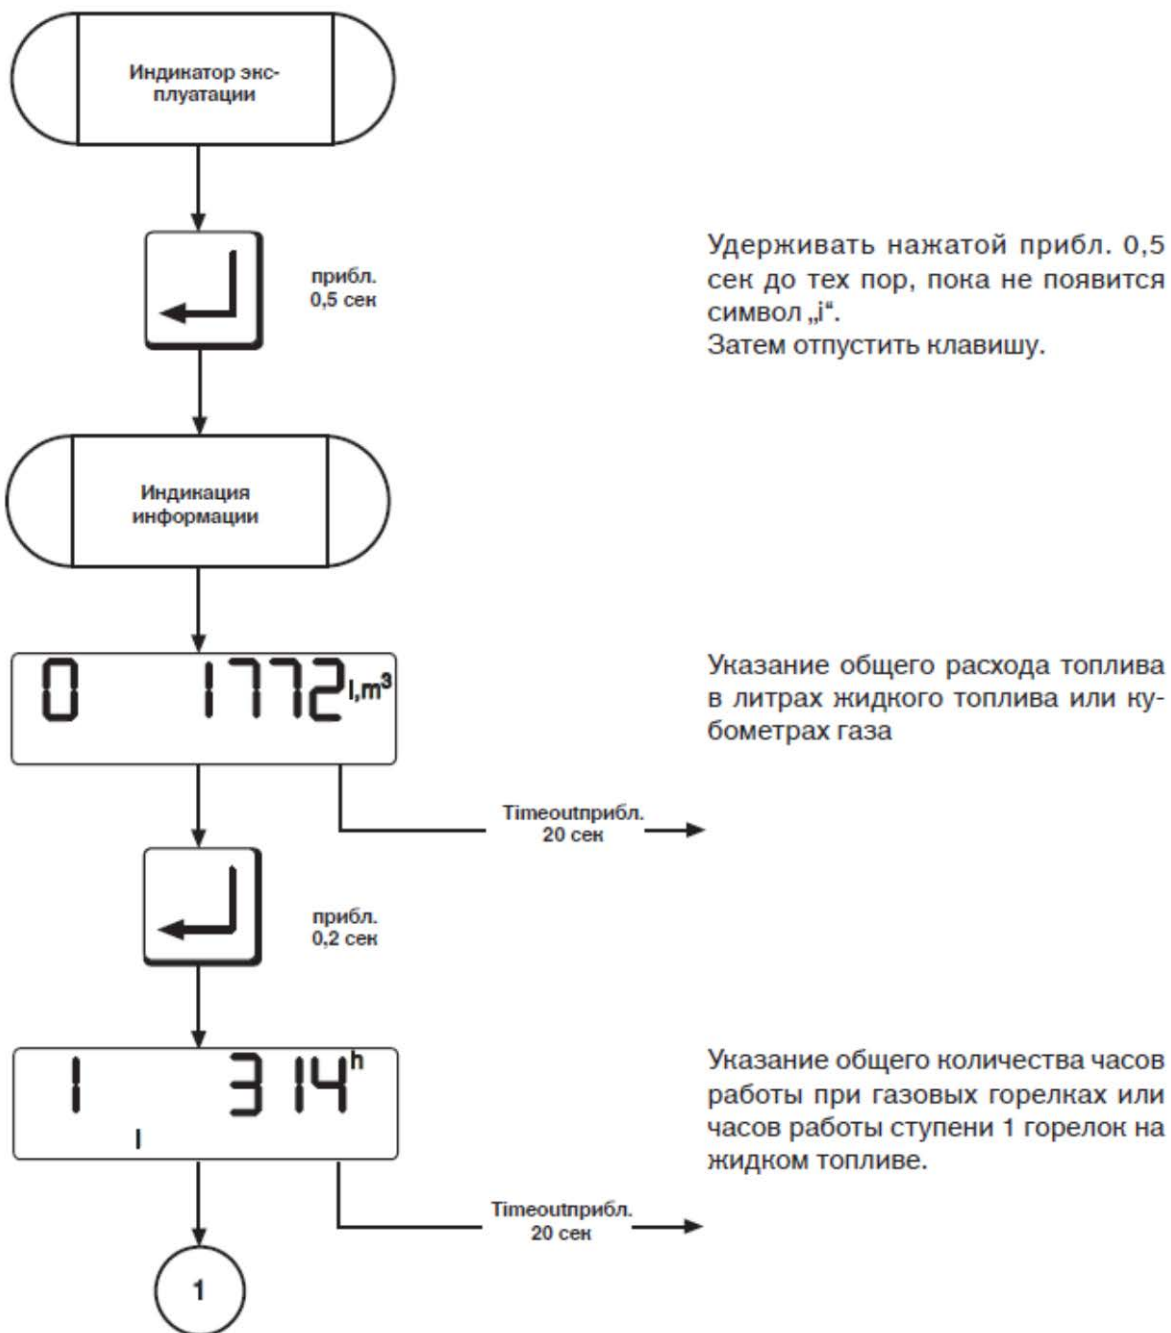 Индикатор экс-
плуатации
прибл.
0,5 сек
Удерживать нажатой прибл. 0,5
сек до тех пор, пока не появится
символ „i“.
Затем отпустить клавишу.
Индикация
информации
0 1772 l,m³
Указание общего расхода топлива
в литрах жидкого топлива или ку-
бометрах газа
Timeoutприбл.
20 сек
прибл.
0,2 сек
1 314 h
I
Указание общего количества часов
работы при газовых горелках или
часов работы ступени 1 горелок на
жидком топливе.
Timeoutприбл.
20 сек
1